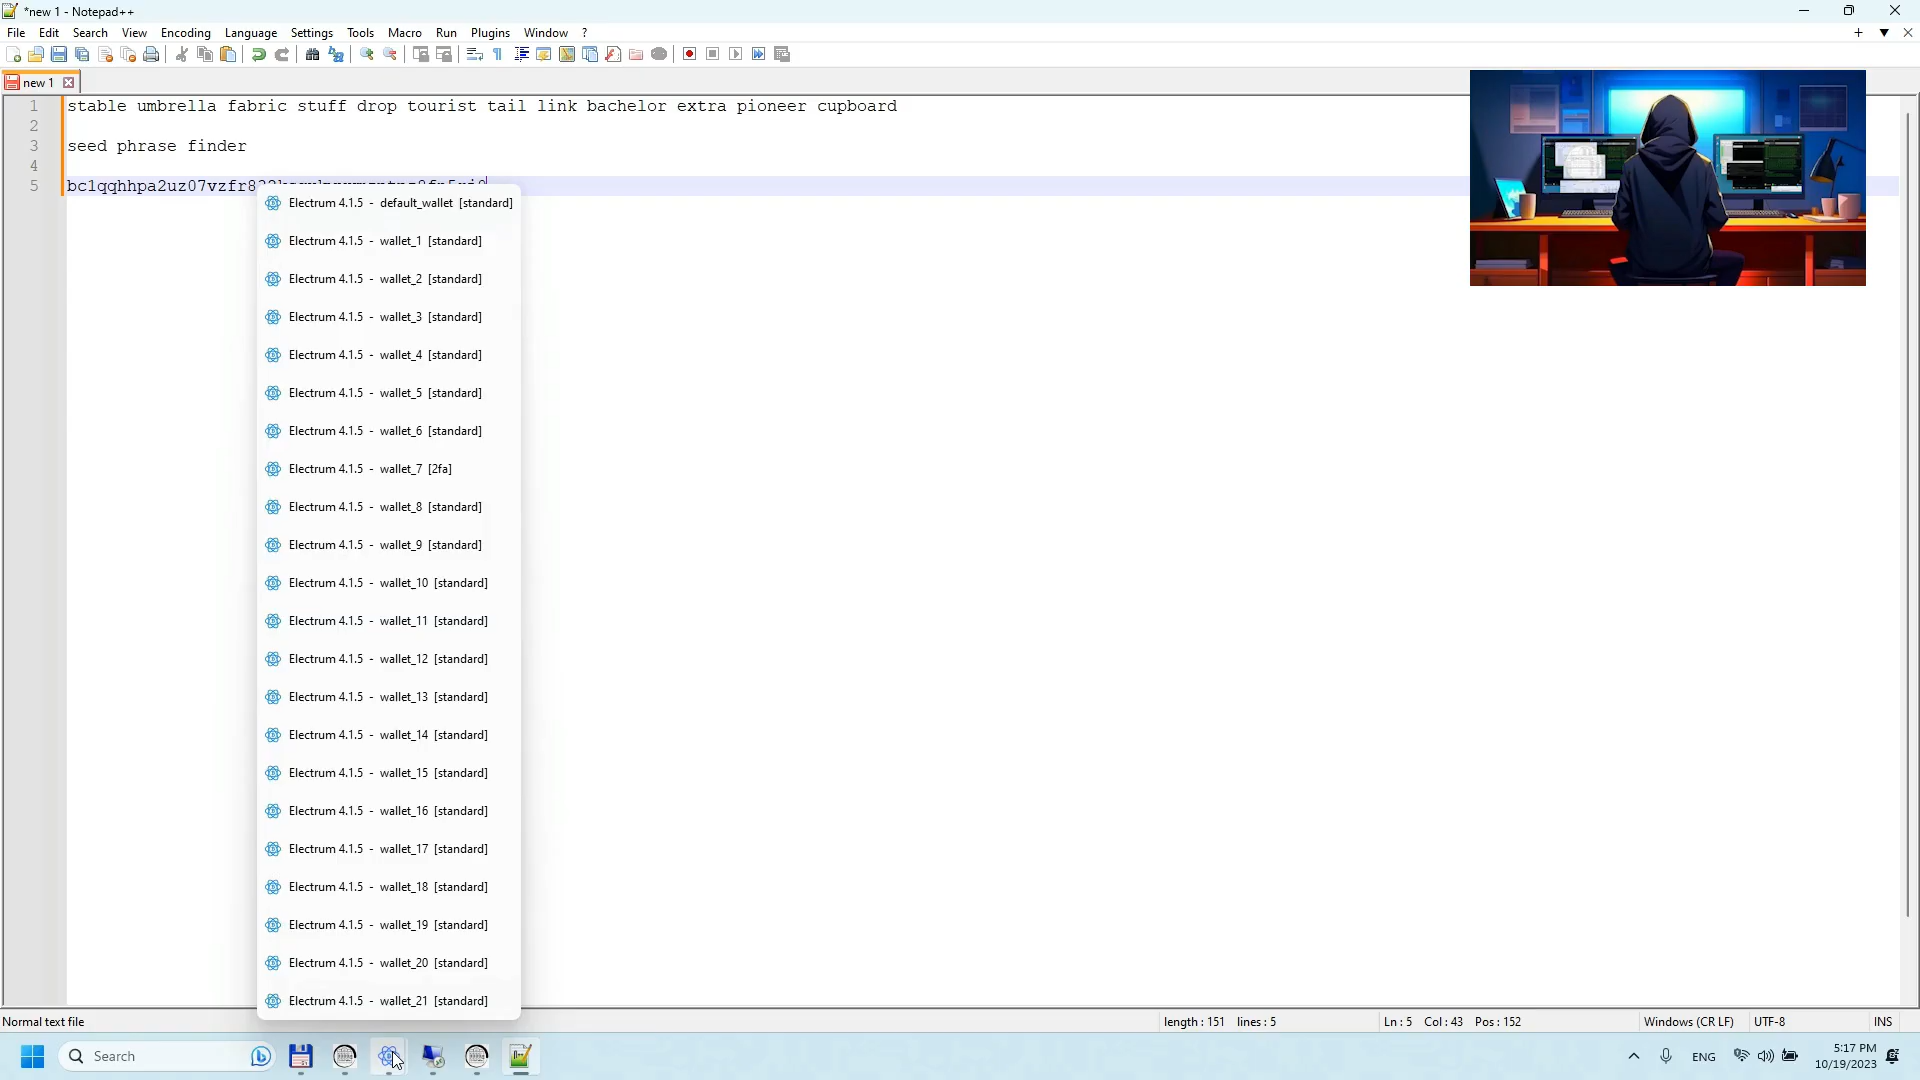 *new 1 - Notepad++
File Edit Search View Encoding Language Settings Tools Macro Run Plugins Window ?
new 1
1 stable umbrella fabric stuff drop tourist tail link bachelor extra pioneer cupboard
2
3 seed phrase finder
4
5
Electrum 4.1.5 - default_wallet [standard]
Electrum 4.1.5 - wallet_1 [standard]
Electrum 4.1.5 - wallet_2 [standard]
Electrum 4.1.5 - wallet_3 [standard]
Electrum 4.1.5 - wallet_4 [standard]
Electrum 4.1.5 - wallet_5 [standard]
Electrum 4.1.5 - wallet_6 [standard]
Electrum 4.1.5 - wallet_7 [2fa]
Electrum 4.1.5 - wallet_8 [standard]
Electrum 4.1.5 - wallet_9 [standard]
Electrum 4.1.5 - wallet_10 [standard]
Electrum 4.1.5 - wallet_11 [standard]
Electrum 4.1.5 - wallet_12 [standard]
Electrum 4.1.5 - wallet_13 [standard]
Electrum 4.1.5 - wallet_14 [standard]
Electrum 4.1.5 - wallet_15 [standard]
Electrum 4.1.5 - wallet_16 [standard]
Electrum 4.1.5 - wallet_17 [standard]
Electrum 4.1.5 - wallet_18 [standard]
Electrum 4.1.5 - wallet_19 [standard]
Electrum 4.1.5 - wallet_20 [standard]
Electrum 4.1.5 - wallet_21 [standard]
Normal text file length : 151 lines : 5 Ln : 5 Col : 43 Pos : 152 Windows (CR LF) UTF-8 INS
Search ENG 5:17 PM
10/19/2023